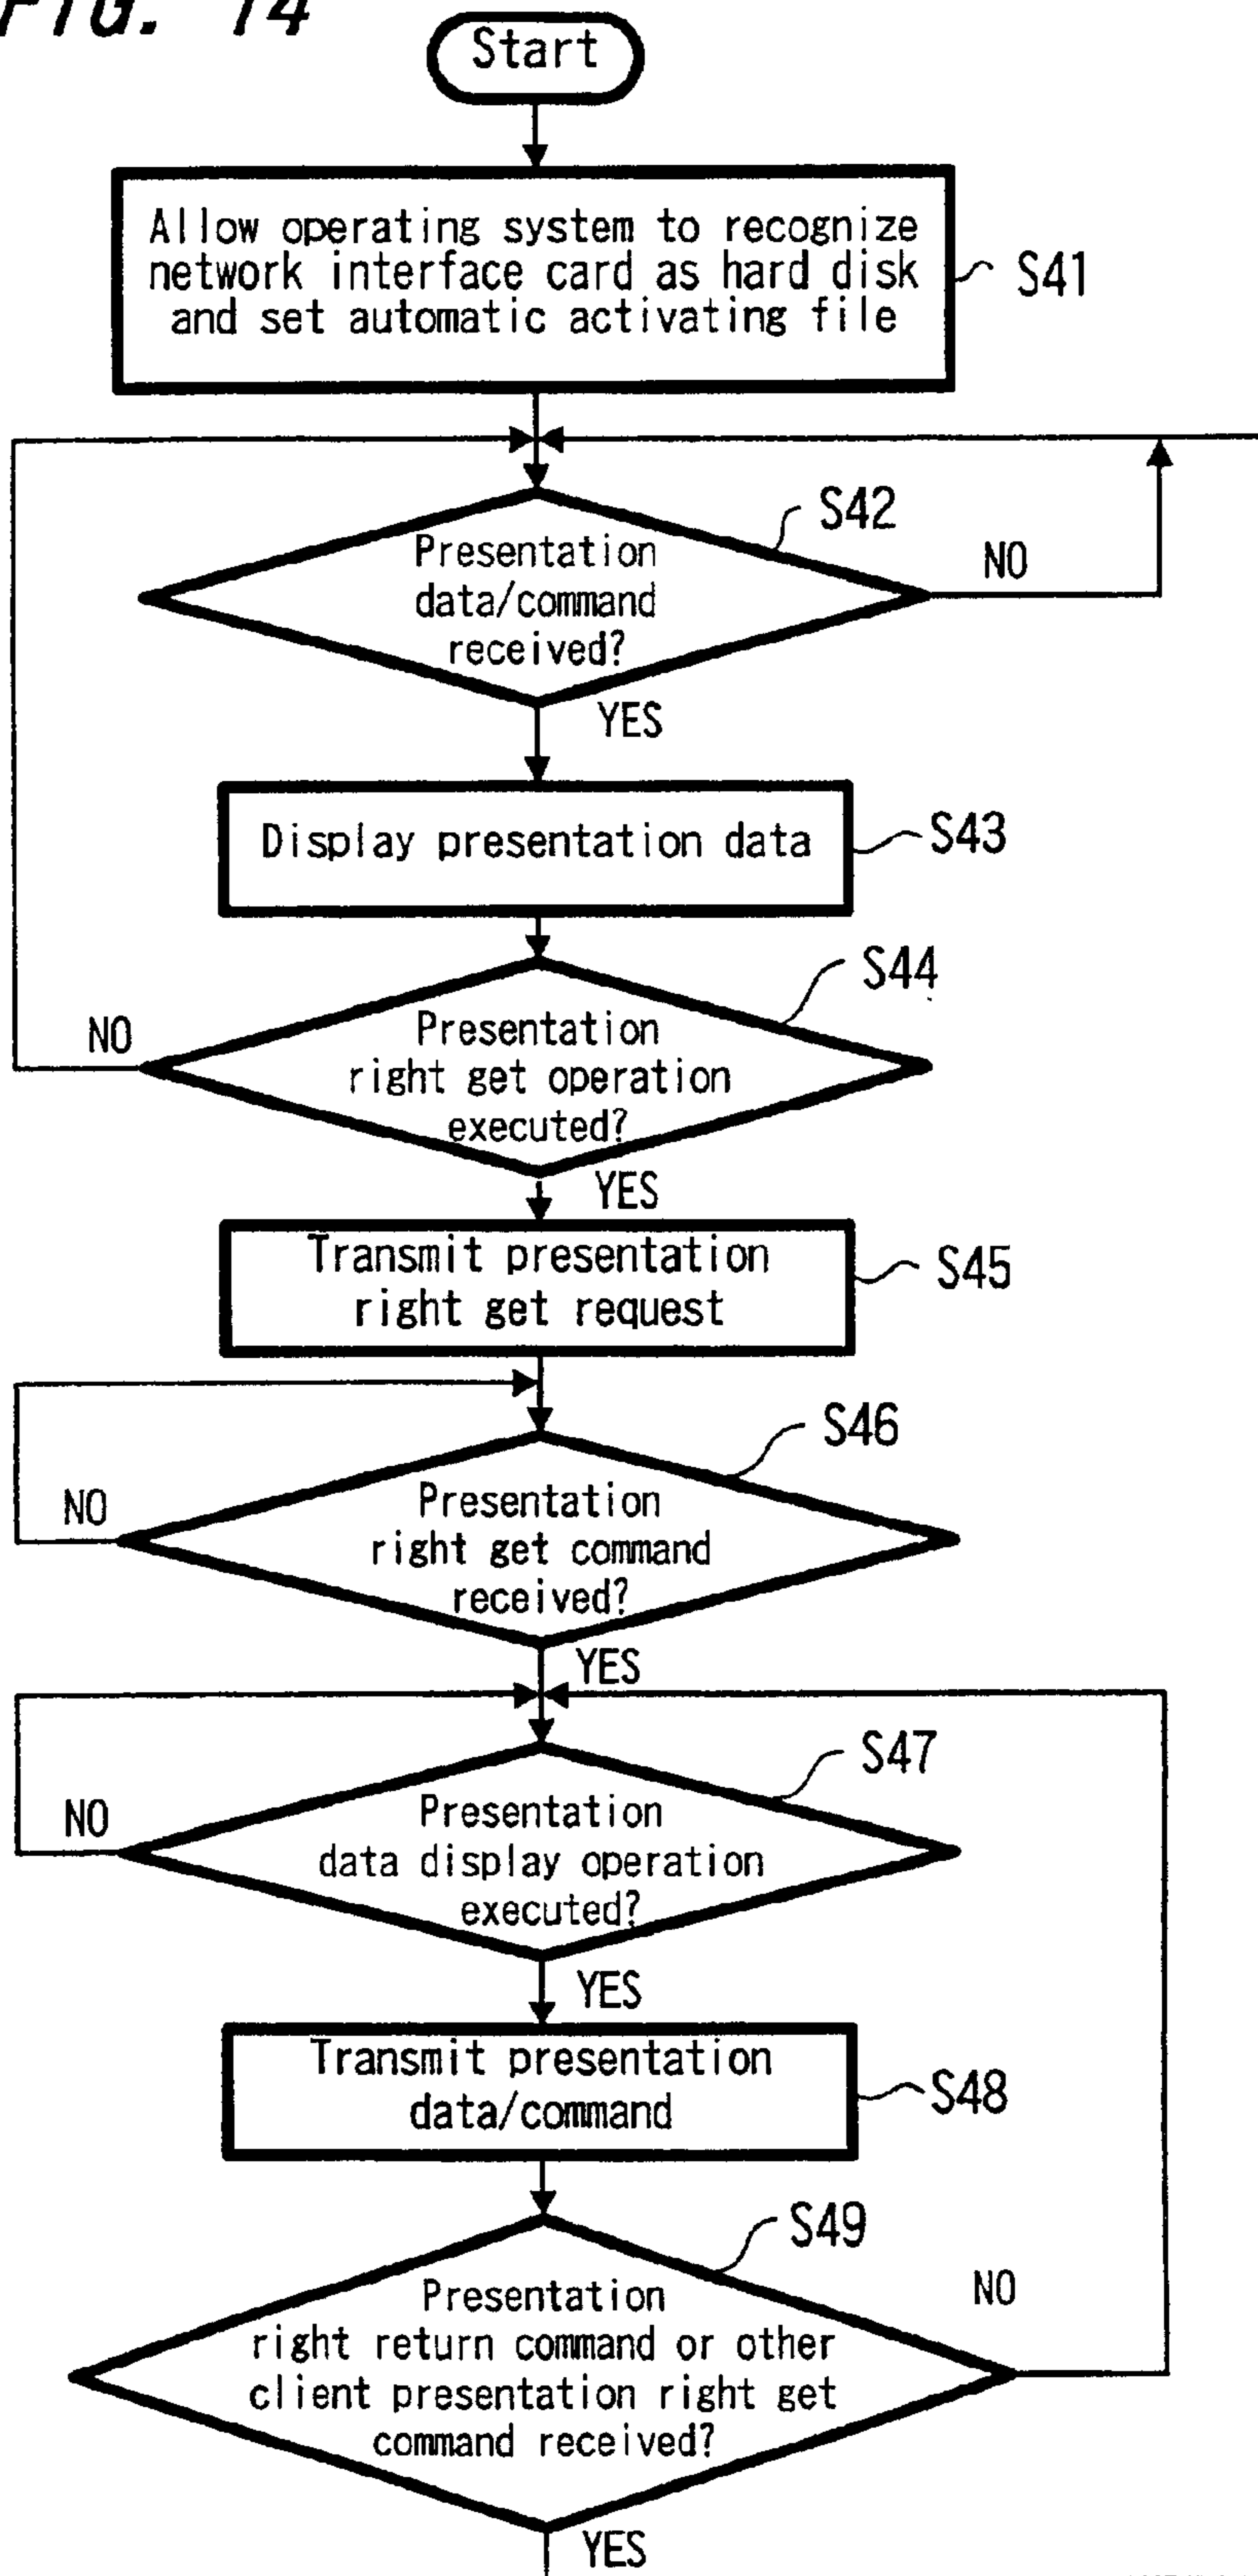 FIG. 14
Start
Allow operating system to recognize
network interface card as hard disk
and set automatic activating file
S41
S42
Presentation
data/command
received?
NO
YES
Display presentation data
S43
S44
Presentation
right get operation
executed?
NO
YES
Transmit presentation
right get request
S45
S46
Presentation
right get command
received?
NO
YES
S47
Presentation
data display operation
executed?
NO
YES
Transmit presentation
data/command
S48
S49
Presentation
right return command or other
client presentation right get
command received?
NO
YES